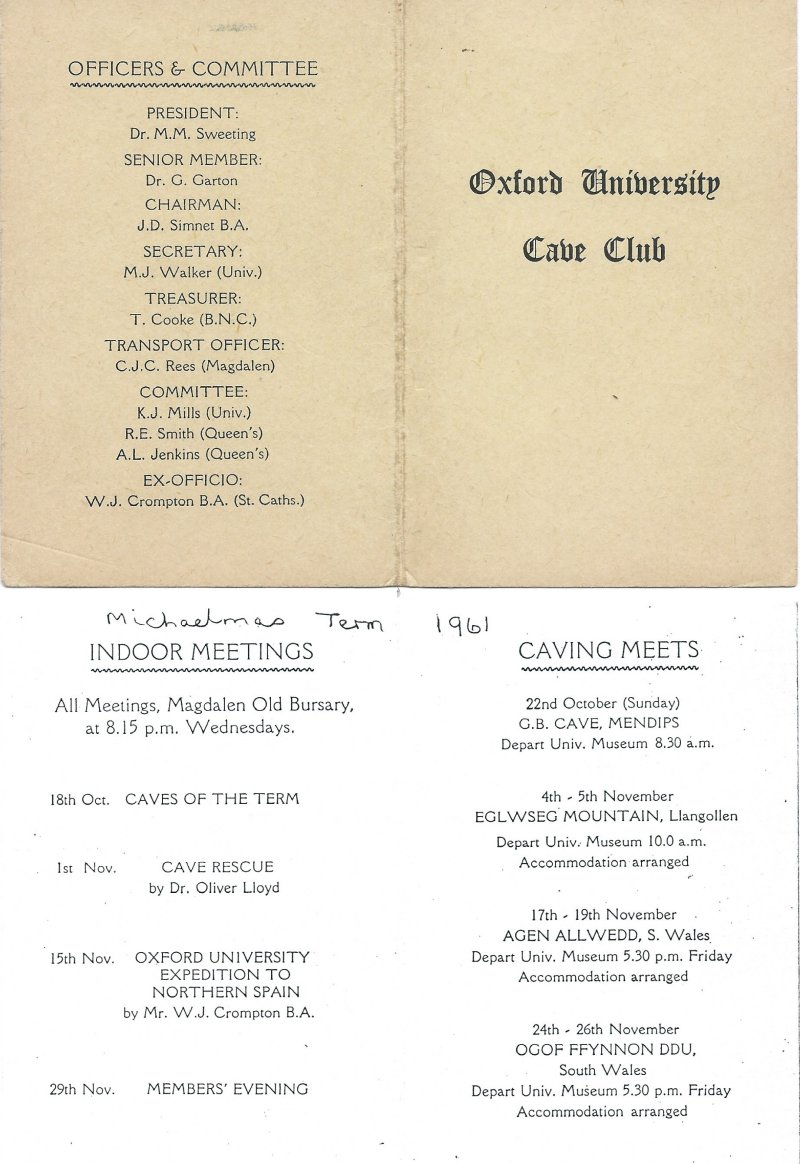 OFFICERS & COMMITTEE
PRESIDENT:
Dr. M.M. Sweeting
SENIOR MEMBER:
Dr. G. Garton
CHAIRMAN:
J.D. Simnet B.A.
SECRETARY:
M.J. Walker (Univ.)
TREASURER:
T. Cooke (B.N.C.)
TRANSPORT OFFICER:
C.J.C. Rees (Magdalen)
COMMITTEE:
K.J. Mills (Univ.)
R.E. Smith (Queen's)
A.L. Jenkins (Queen's)
EX-OFFICIO:
W.J. Crompton B.A. (St. Caths.)
Oxford University
Cave Club
Michaelmas Term 1961
INDOOR MEETINGS
All Meetings, Magdalen Old Bursary,
at 8.15 p.m. Wednesdays.
18th Oct. CAVES OF THE TERM
1st Nov. CAVE RESCUE
by Dr. Oliver Lloyd
15th Nov. OXFORD UNIVERSITY
EXPEDITION TO
NORTHERN SPAIN
by Mr. W.J. Crompton B.A.
29th Nov. MEMBERS' EVENING
CAVING MEETS
22nd October (Sunday)
G.B. CAVE, MENDIPS
Depart Univ. Museum 8.30 a.m.
4th - 5th November
EGLWSEG MOUNTAIN, Llangollen
Depart Univ. Museum 10.0 a.m.
Accommodation arranged
17th - 19th November
AGEN ALLWEDD, S. Wales
Depart Univ. Museum 5.30 p.m. Friday
Accommodation arranged
24th - 26th November
OGOF FFYNNON DDU,
South Wales
Depart Univ. Museum 5.30 p.m. Friday
Accommodation arranged